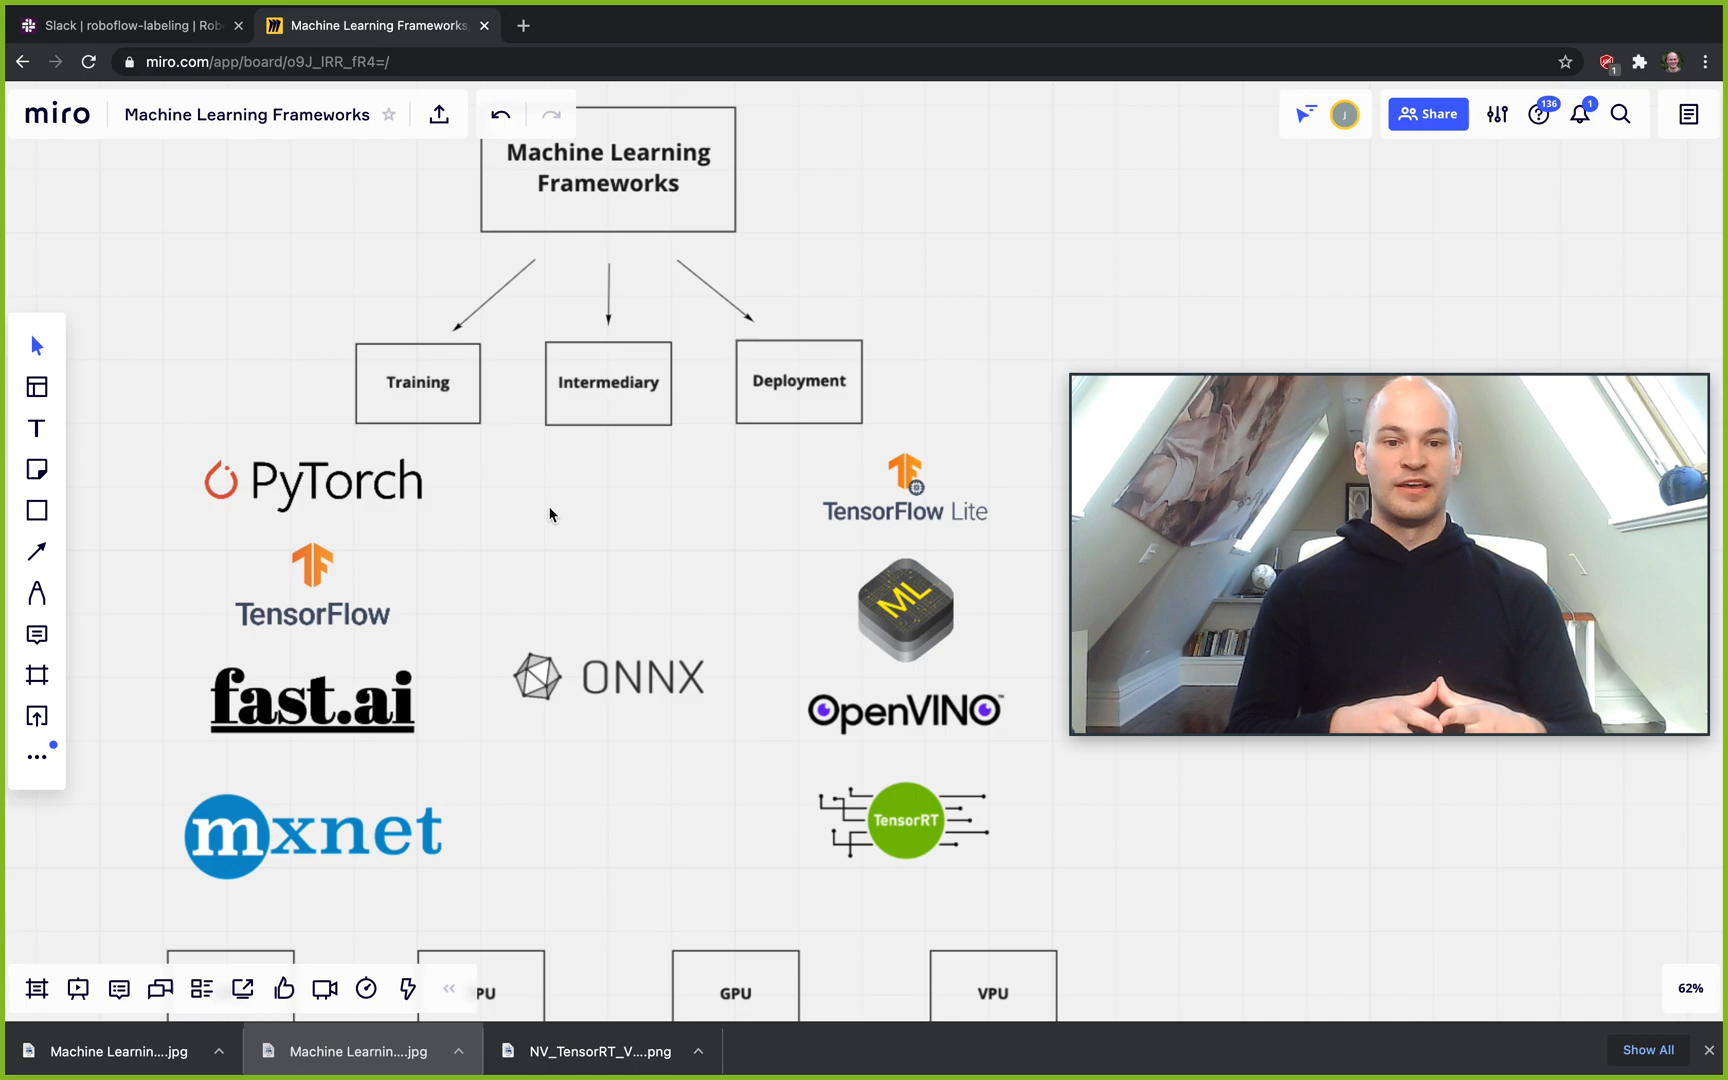 Slack | roboflow-labeling | Rob
Machine Learning Frameworks,
miro.com/app/board/o9J_lRR_fR4=/
1
miro
Machine Learning Frameworks
J
Share
136
1
Machine Learning
Frameworks
Training
Intermediary
Deployment
PyTorch
TensorFlow Lite
TensorFlow
ML
fast.ai
ONNX
OpenVINO™
mxnet
TensorRT
PU
GPU
VPU
62%
Machine Learnin....jpg
Machine Learnin....jpg
NV_TensorRT_V....png
Show All